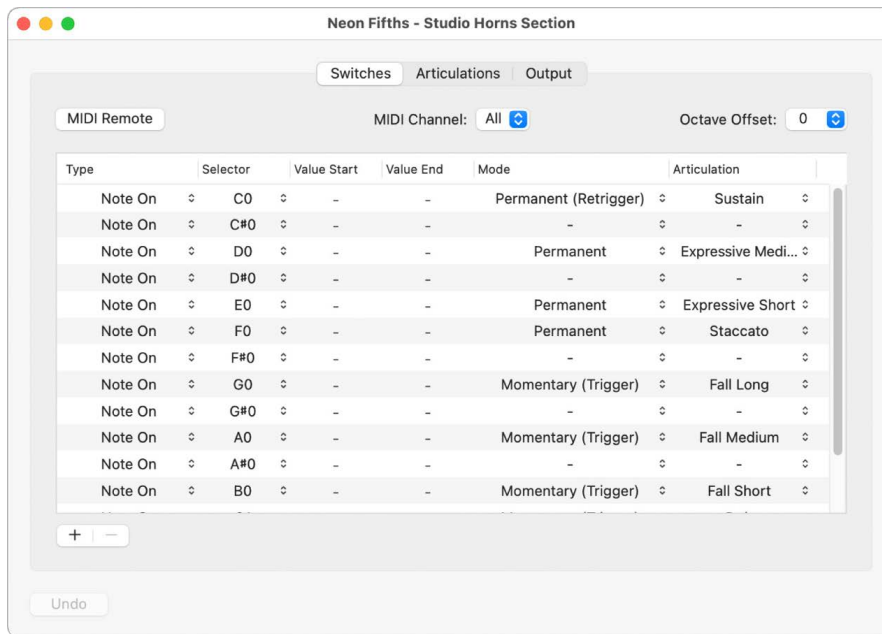 Neon Fifths - Studio Horns Section
Switches Articulations Output
MIDI Remote MIDI Channel: All Octave Offset: 0
Type Selector Value Start Value End Mode Articulation
Note On C0 - - Permanent (Retrigger) Sustain
Note On C#0 - - - -
Note On D0 - - Permanent Expressive Medi...
Note On D#0 - - - -
Note On E0 - - Permanent Expressive Short
Note On F0 - - Permanent Staccato
Note On F#0 - - - -
Note On G0 - - Momentary (Trigger) Fall Long
Note On G#0 - - - -
Note On A0 - - Momentary (Trigger) Fall Medium
Note On A#0 - - - -
Note On B0 - - Momentary (Trigger) Fall Short
+ −
Undo